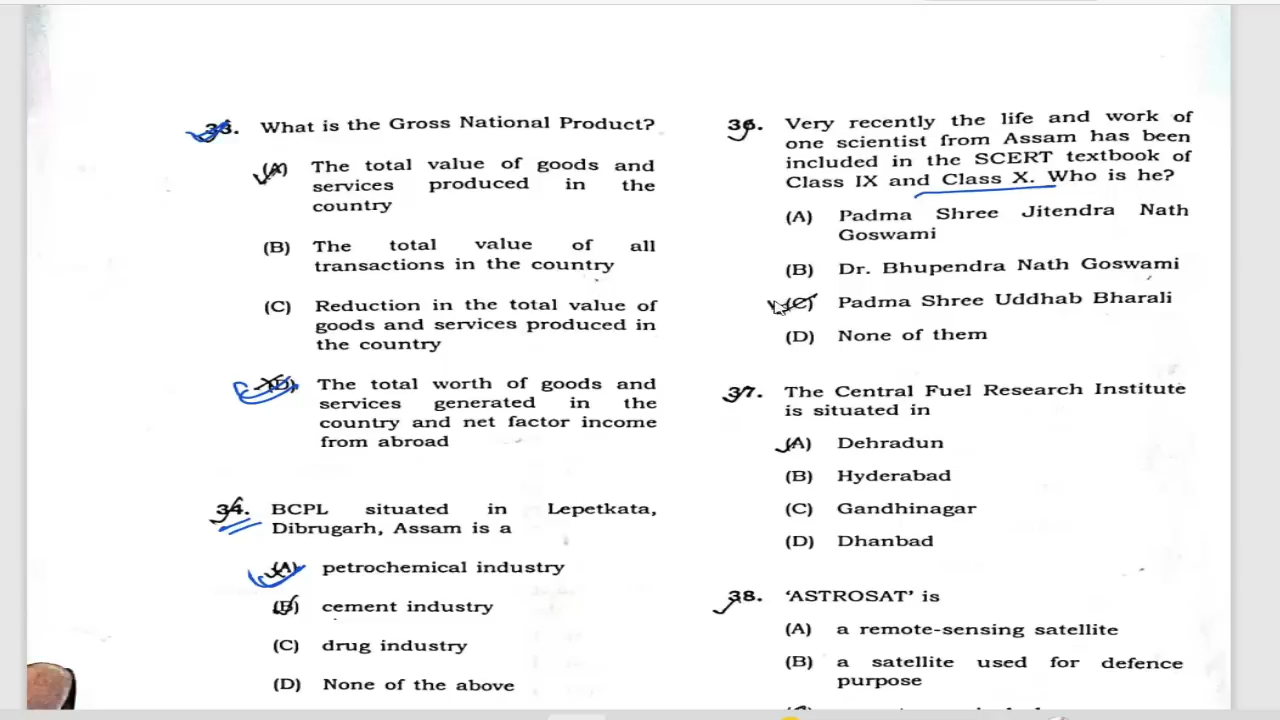 33. What is the Gross National Product?
(A) The total value of goods and
services produced in the
country
(B) The total value of all
transactions in the country
(C) Reduction in the total value of
goods and services produced in
the country
(D) The total worth of goods and
services generated in the
country and net factor income
from abroad
34. BCPL situated in Lepetkata,
Dibrugarh, Assam is a
(A) petrochemical industry
(B) cement industry
(C) drug industry
(D) None of the above
36. Very recently the life and work of
one scientist from Assam has been
included in the SCERT textbook of
Class IX and Class X. Who is he?
(A) Padma Shree Jitendra Nath
Goswami
(B) Dr. Bhupendra Nath Goswami
(C) Padma Shree Uddhab Bharali
(D) None of them
37. The Central Fuel Research Institute
is situated in
(A) Dehradun
(B) Hyderabad
(C) Gandhinagar
(D) Dhanbad
38. 'ASTROSAT' is
(A) a remote-sensing satellite
(B) a satellite used for defence
purpose